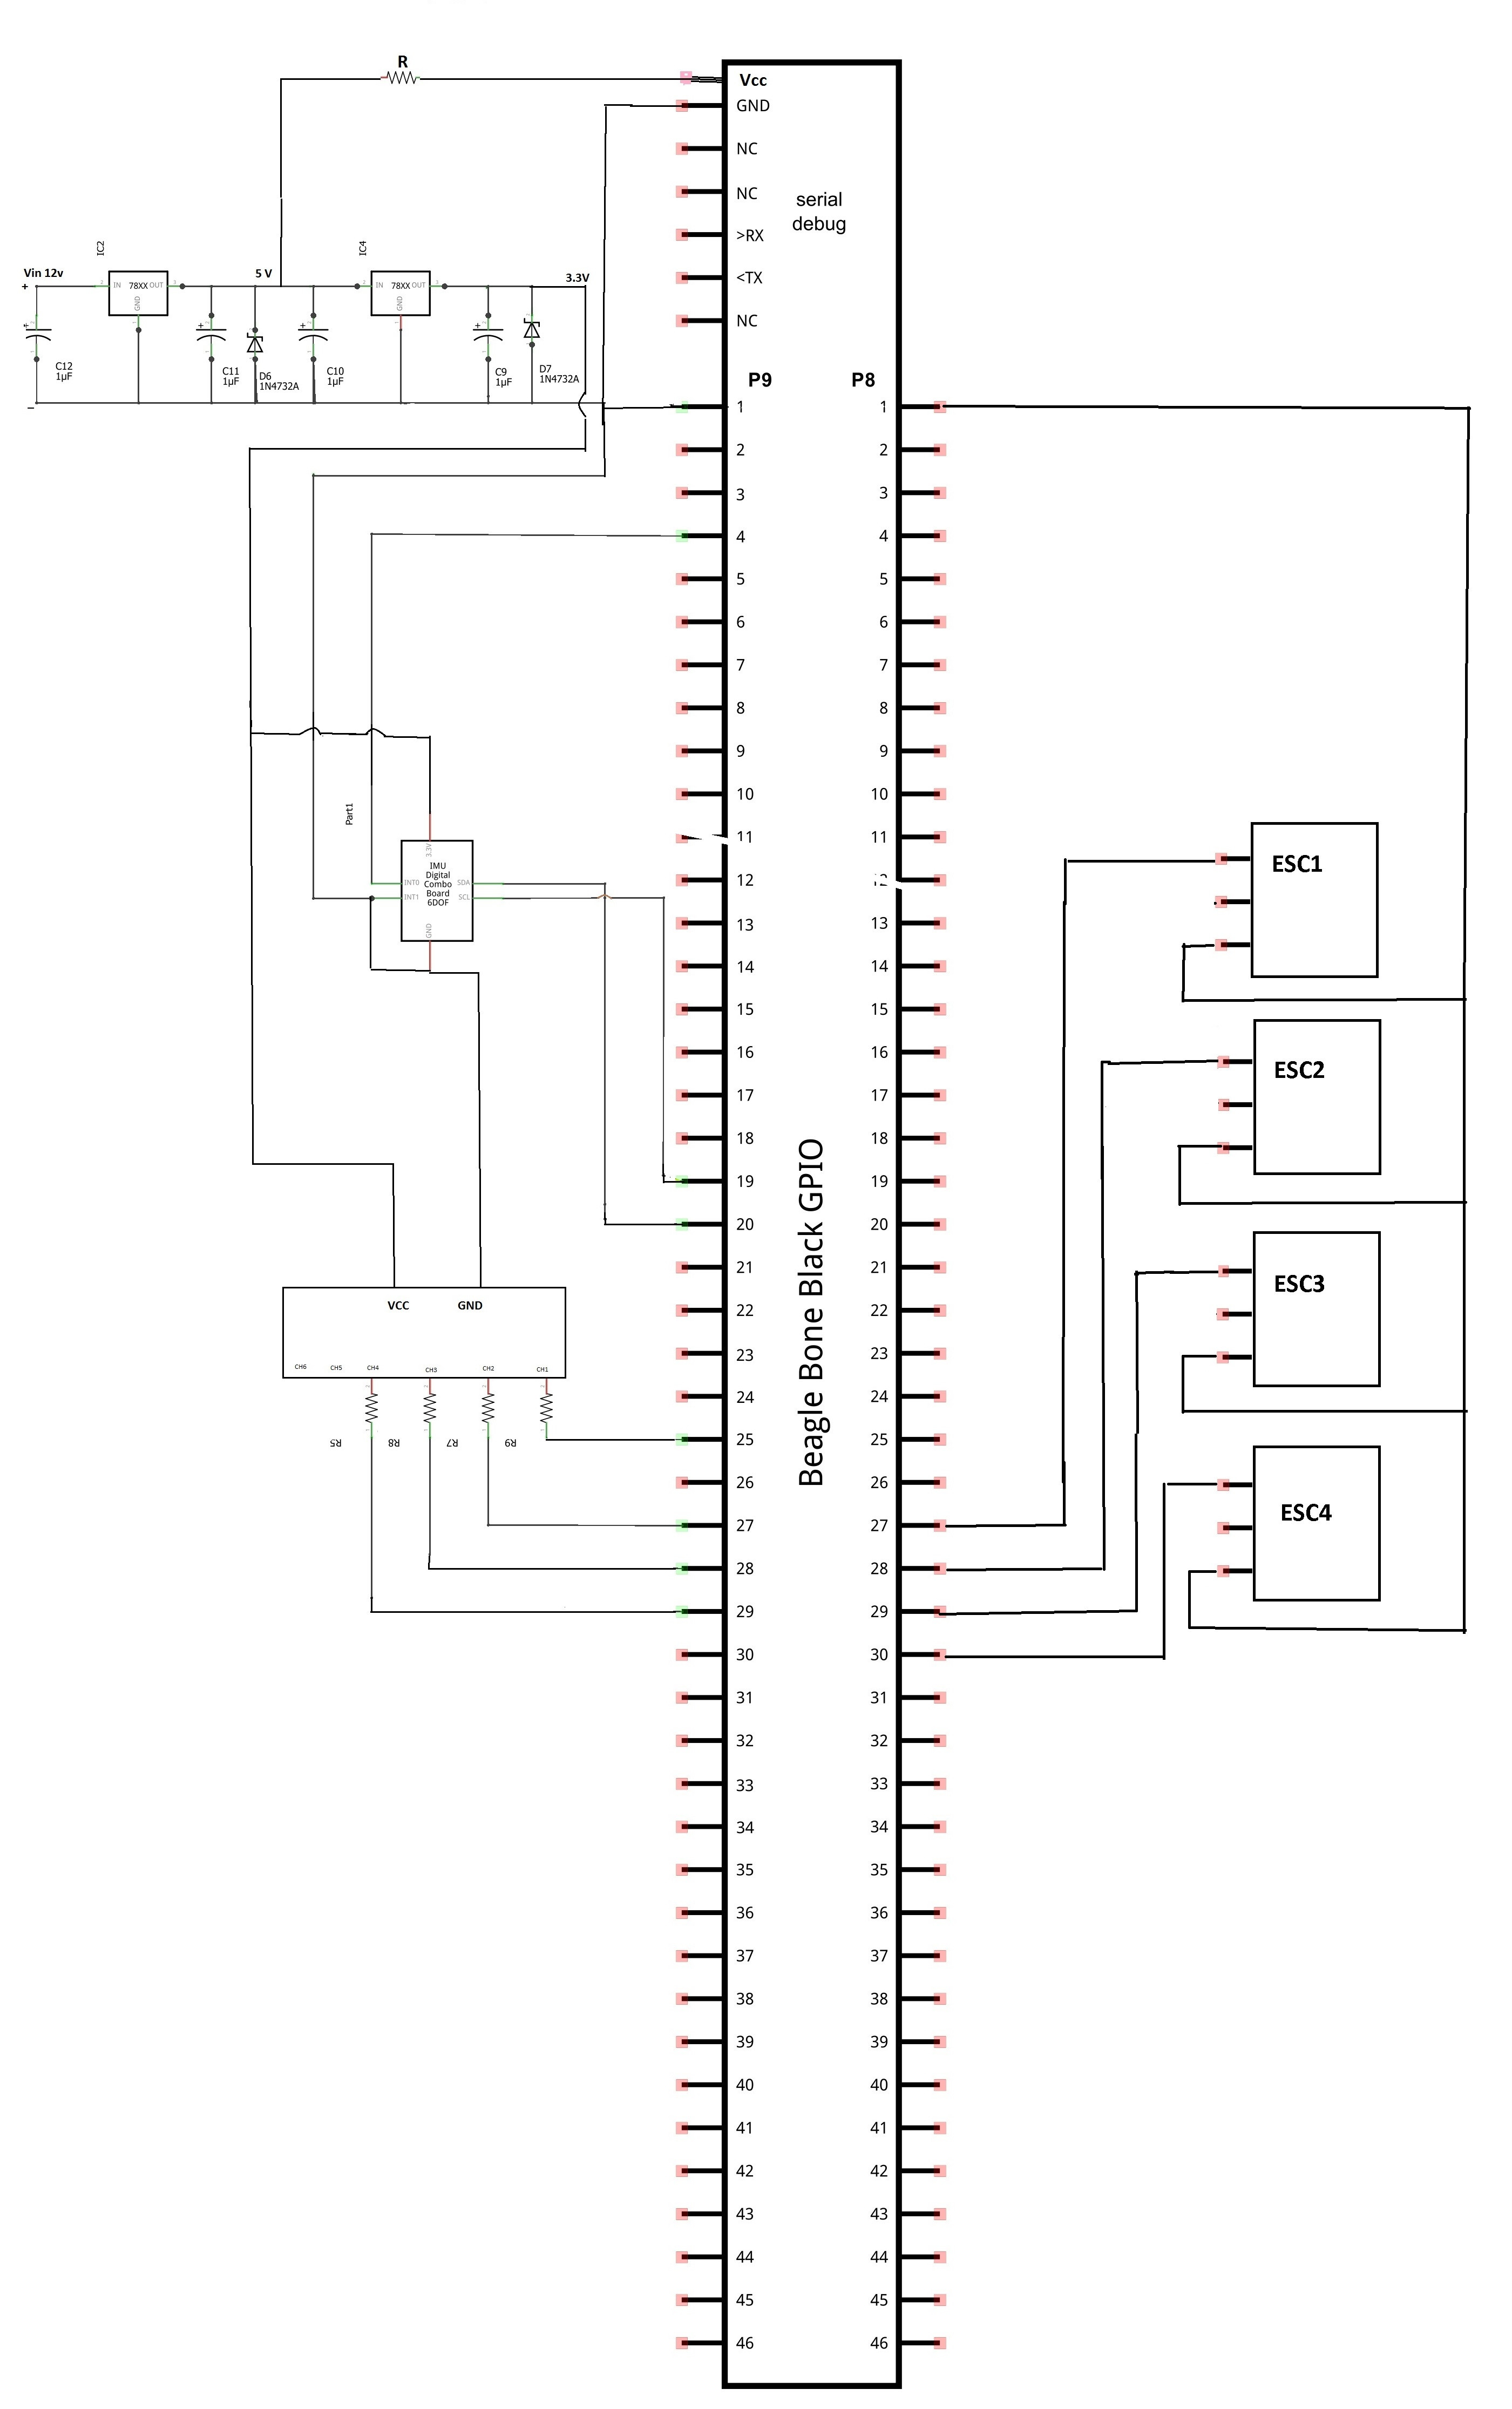 R
Vcc
GND
NC
NC
serial
debug
>RX
<TX
NC
IC2
IC4
Vin 12v
5 V
3.3V
+
IN 78XX OUT
GND
IN 78XX OUT
GND
C12
1µF
C11
1µF
D6
1N4732A
C10
1µF
C9
1µF
D7
1N4732A
−
P9 P8
1 1
2 2
3 3
4 4
5 5
6 6
7 7
8 8
9 9
10 10
11 11
12 12
13 13
14 14
15 15
16 16
17 17
18 18
19 19
20 20
21 21
22 22
23 23
24 24
25 25
26 26
27 27
28 28
29 29
30 30
31 31
32 32
33 33
34 34
35 35
36 36
37 37
38 38
39 39
40 40
41 41
42 42
43 43
44 44
45 45
46 46
Beagle Bone Black GPIO
Part1
3.3V
IMU
Digital
Combo
Board
6DOF
INT0
INT1
SDA
SCL
GND
VCC GND
CH6 CH5 CH4 CH3 CH2 CH1
R5 R8 R7 R9
ESC1
ESC2
ESC3
ESC4